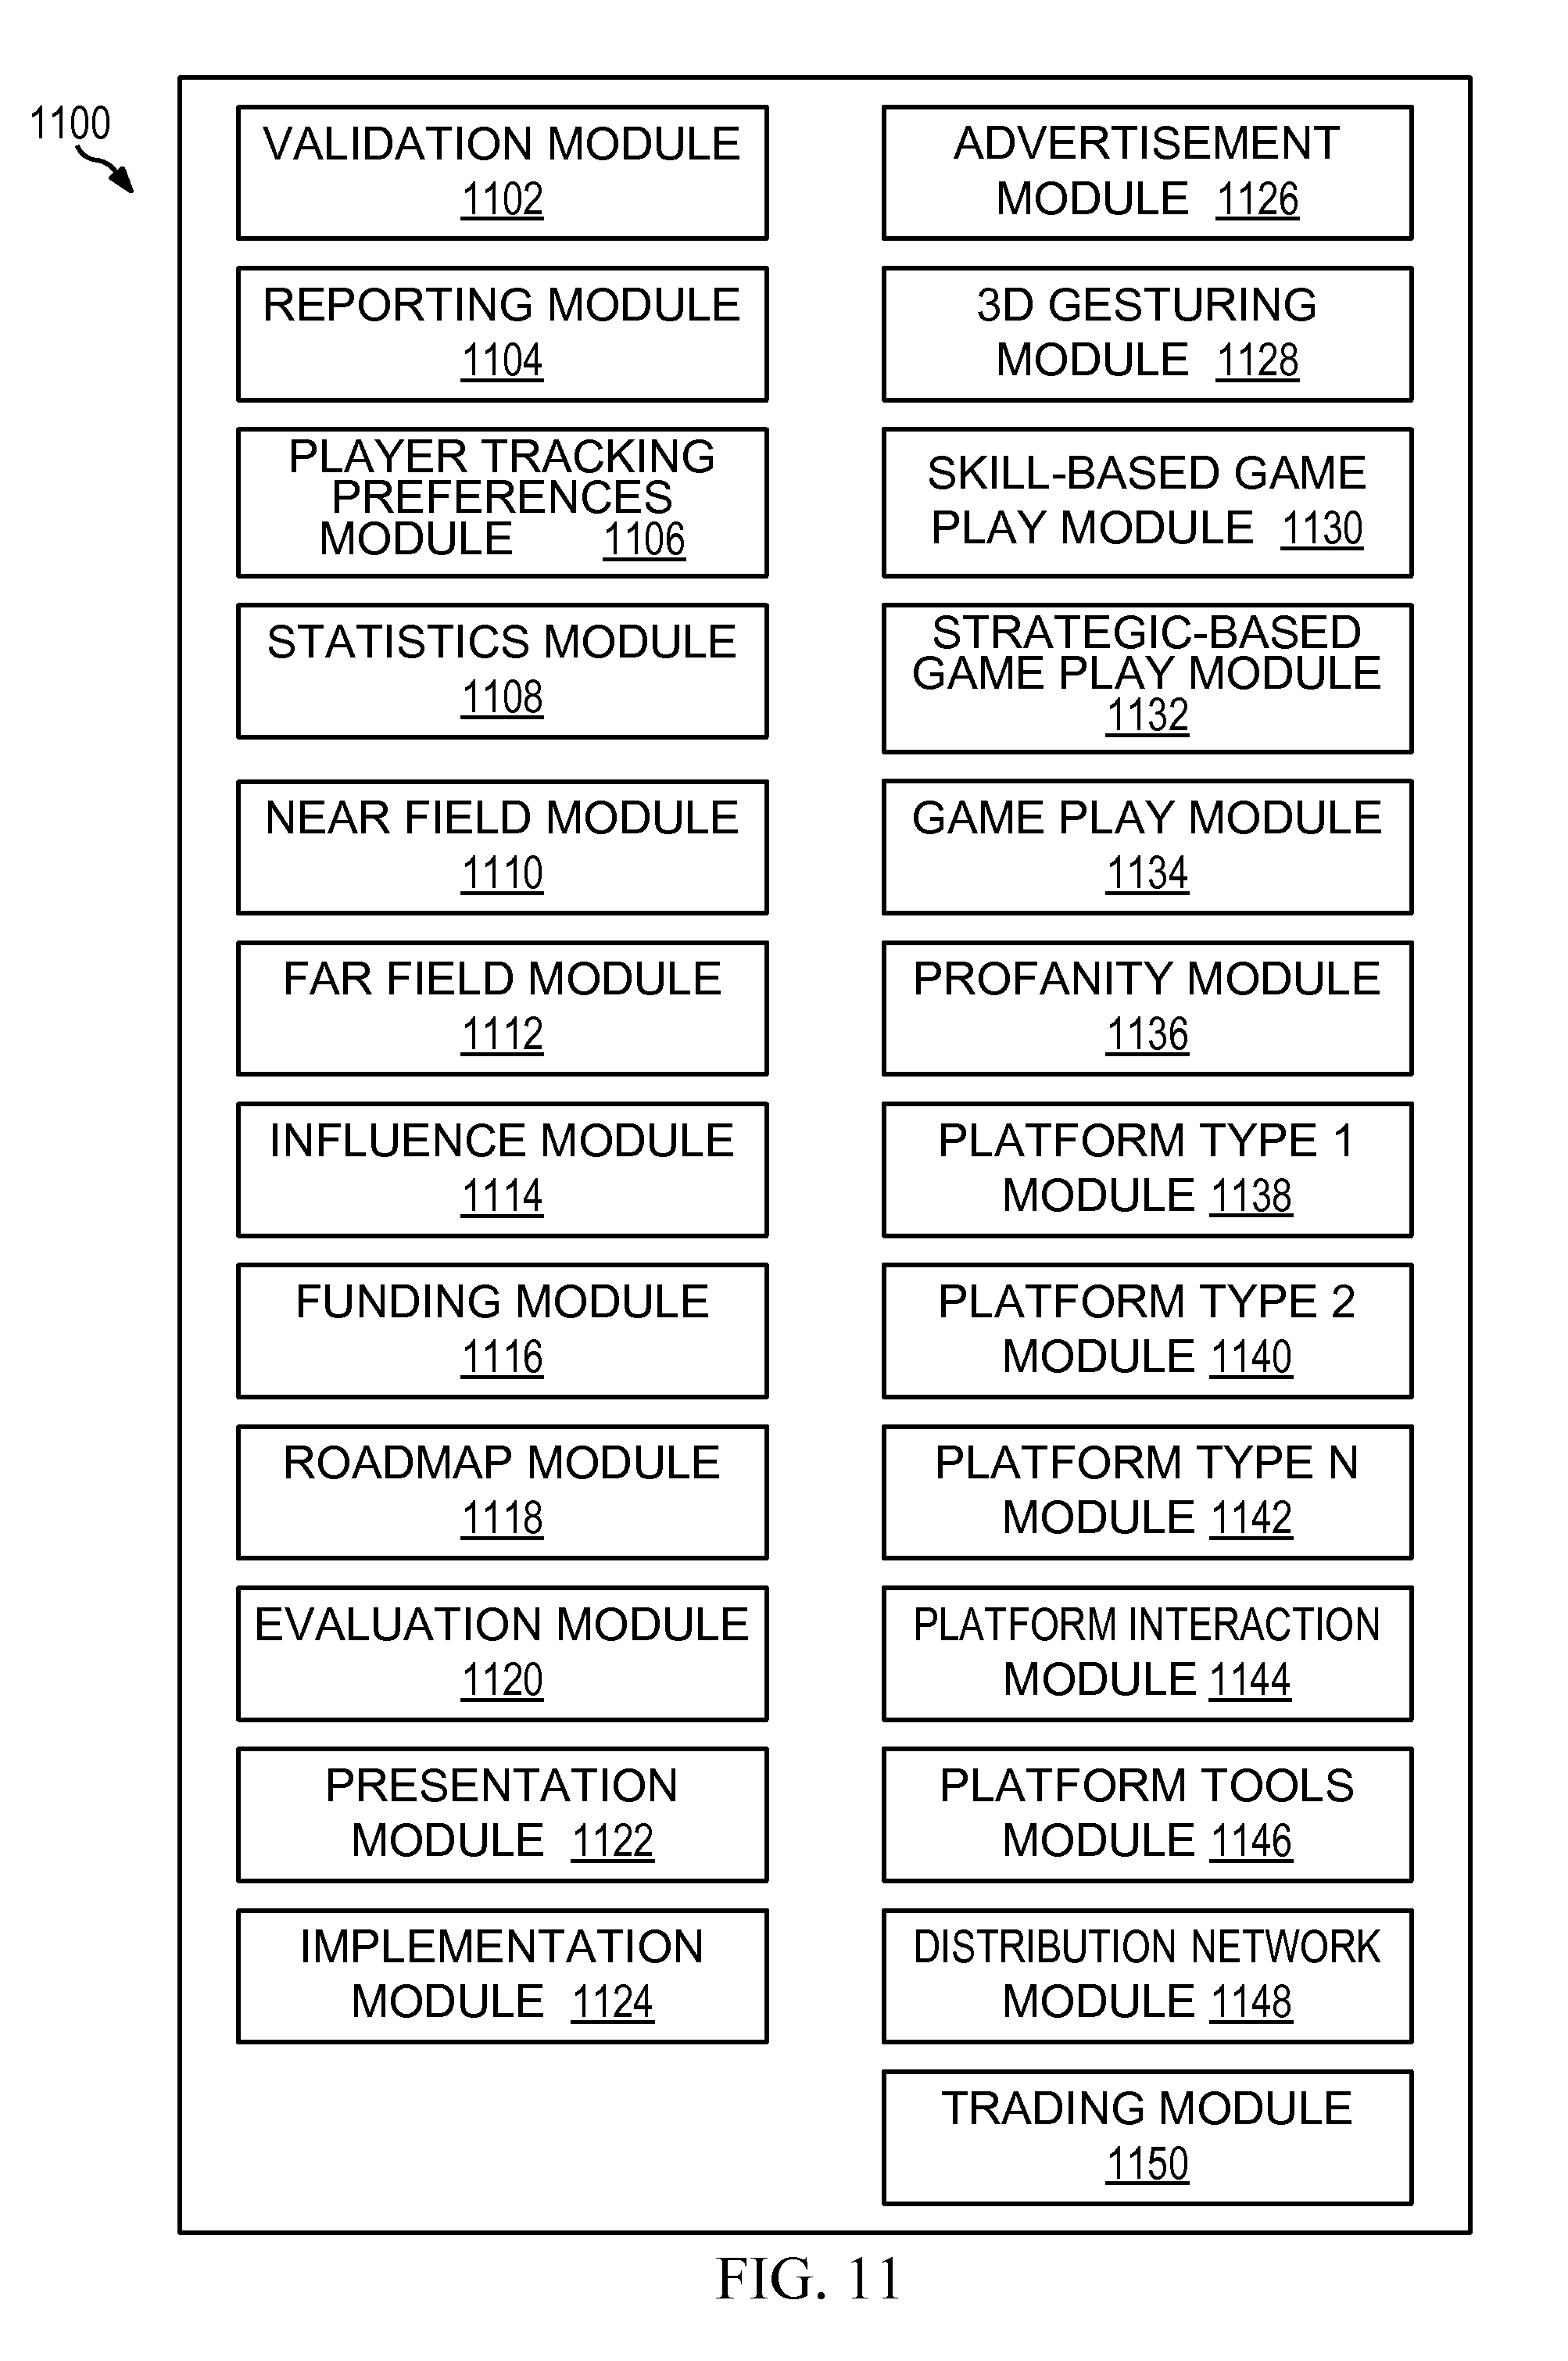 1100
VALIDATION MODULE
1102
REPORTING MODULE
1104
PLAYER TRACKING
PREFERENCES
MODULE 1106
STATISTICS MODULE
1108
NEAR FIELD MODULE
1110
FAR FIELD MODULE
1112
INFLUENCE MODULE
1114
FUNDING MODULE
1116
ROADMAP MODULE
1118
EVALUATION MODULE
1120
PRESENTATION
MODULE 1122
IMPLEMENTATION
MODULE 1124
ADVERTISEMENT
MODULE 1126
3D GESTURING
MODULE 1128
SKILL-BASED GAME
PLAY MODULE 1130
STRATEGIC-BASED
GAME PLAY MODULE
1132
GAME PLAY MODULE
1134
PROFANITY MODULE
1136
PLATFORM TYPE 1
MODULE 1138
PLATFORM TYPE 2
MODULE 1140
PLATFORM TYPE N
MODULE 1142
PLATFORM INTERACTION
MODULE 1144
PLATFORM TOOLS
MODULE 1146
DISTRIBUTION NETWORK
MODULE 1148
TRADING MODULE
1150
FIG. 11